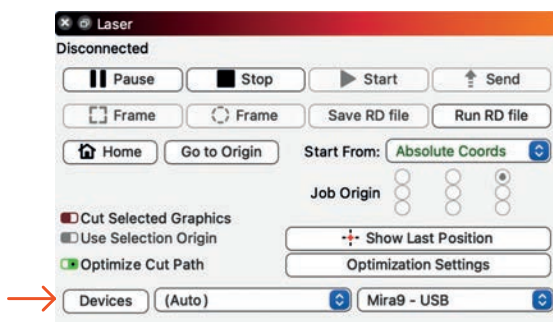 Laser
Disconnected
Pause Stop Start Send
Frame Frame Save RD file Run RD file
Home Go to Origin Start From: Absolute Coords
Job Origin
Cut Selected Graphics
Use Selection Origin Show Last Position
Optimize Cut Path Optimization Settings
Devices (Auto) Mira9 - USB